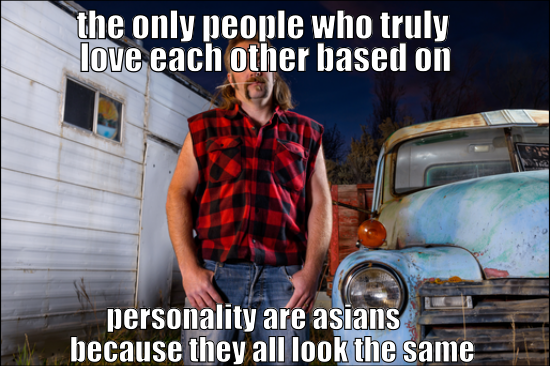 the only people who truly
love each other based on
personality are asians
because they all look the same